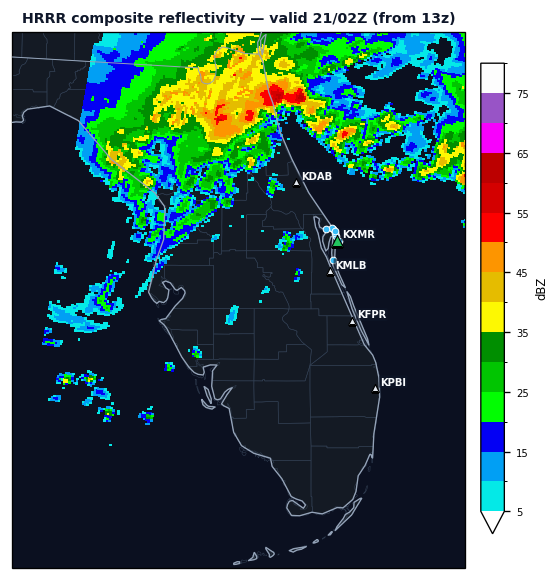 HRRR composite reflectivity — valid 21/02Z (from 13z)
KDAB
KXMR
KMLB
KFPR
KPBI
75
65
55
45
35
25
15
5
dBZ